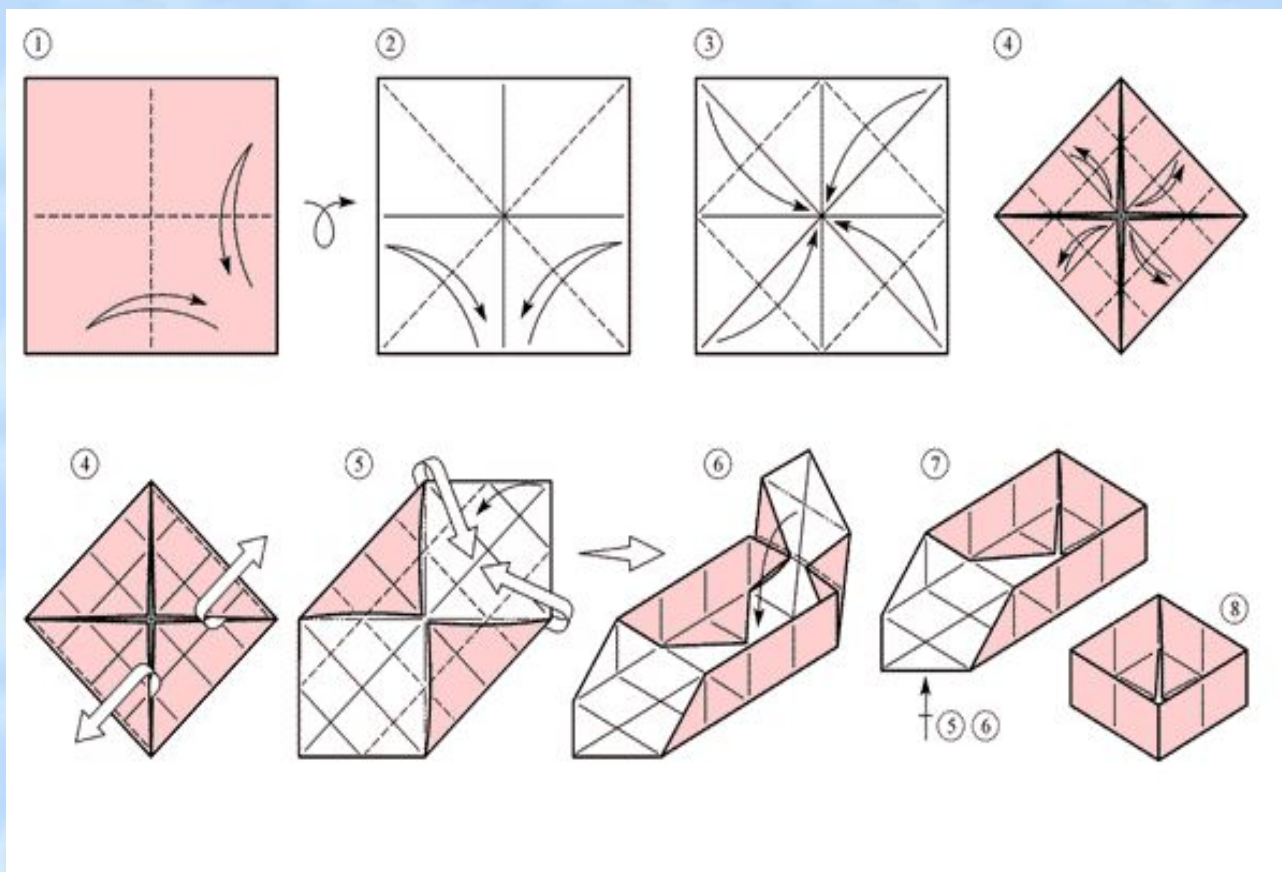 ① ② ③ ④
④ ⑤ ⑥ ⑦
⑧
⑤ ⑥